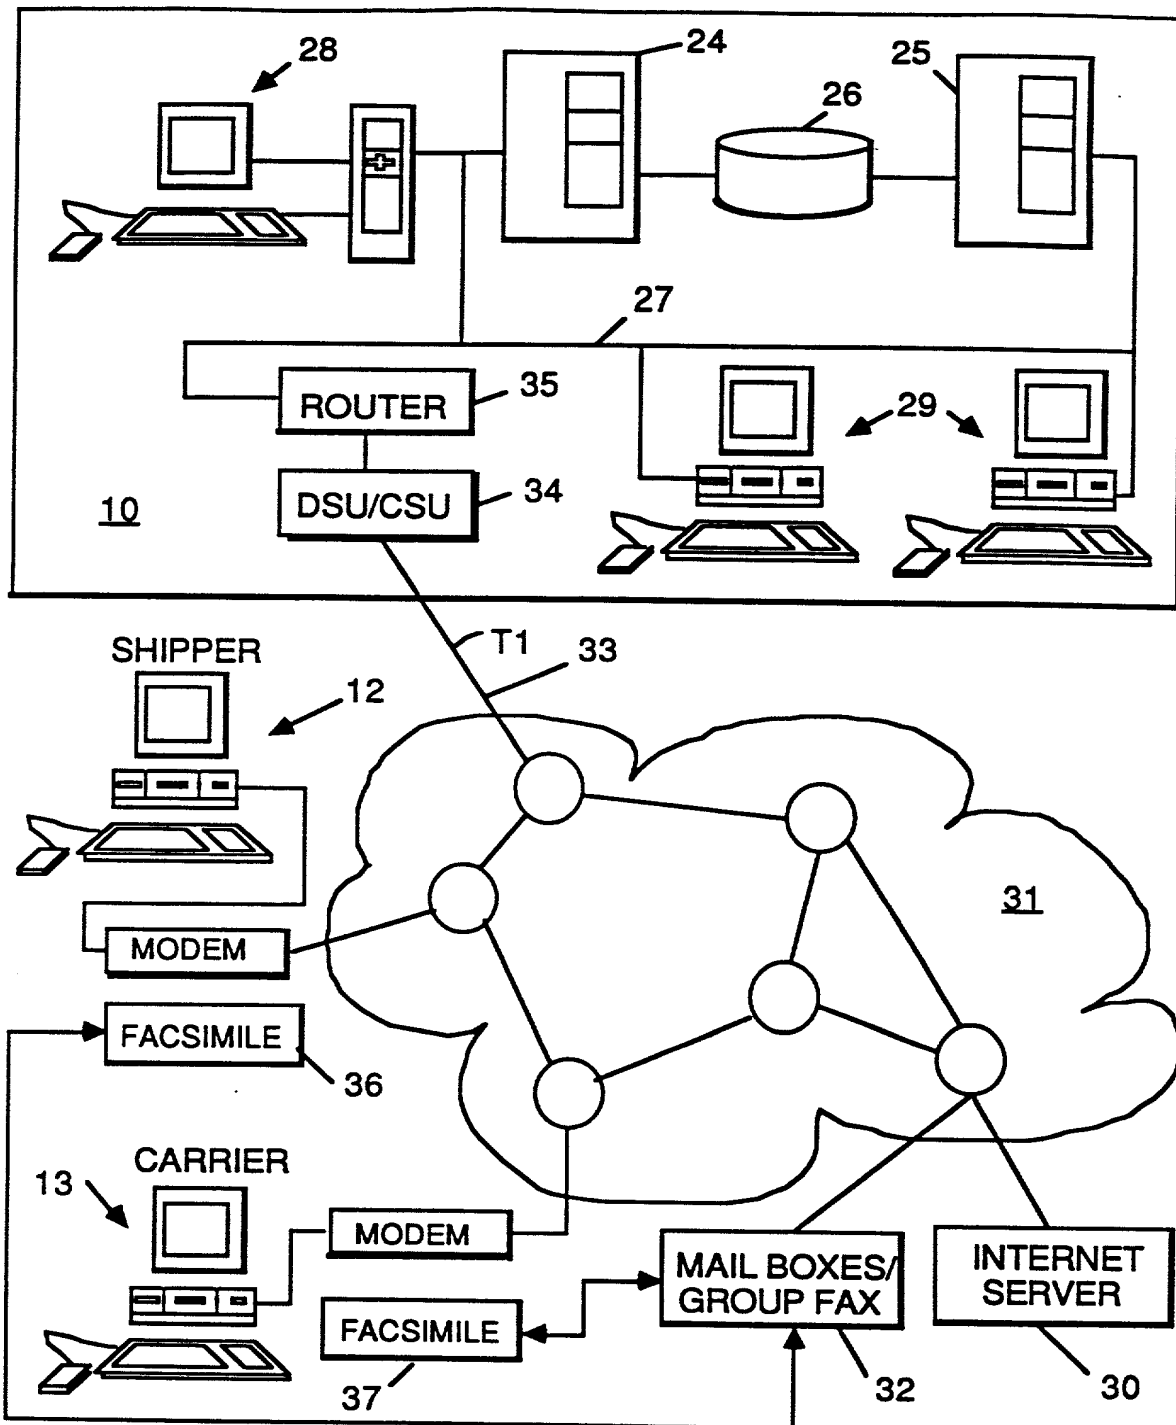 28
24
25
26
27
35
ROUTER
29
10
DSU/CSU
34
T1
33
SHIPPER
12
31
MODEM
FACSIMILE
36
CARRIER
13
MODEM
MAIL BOXES/
GROUP FAX
INTERNET
SERVER
FACSIMILE
37
32
30